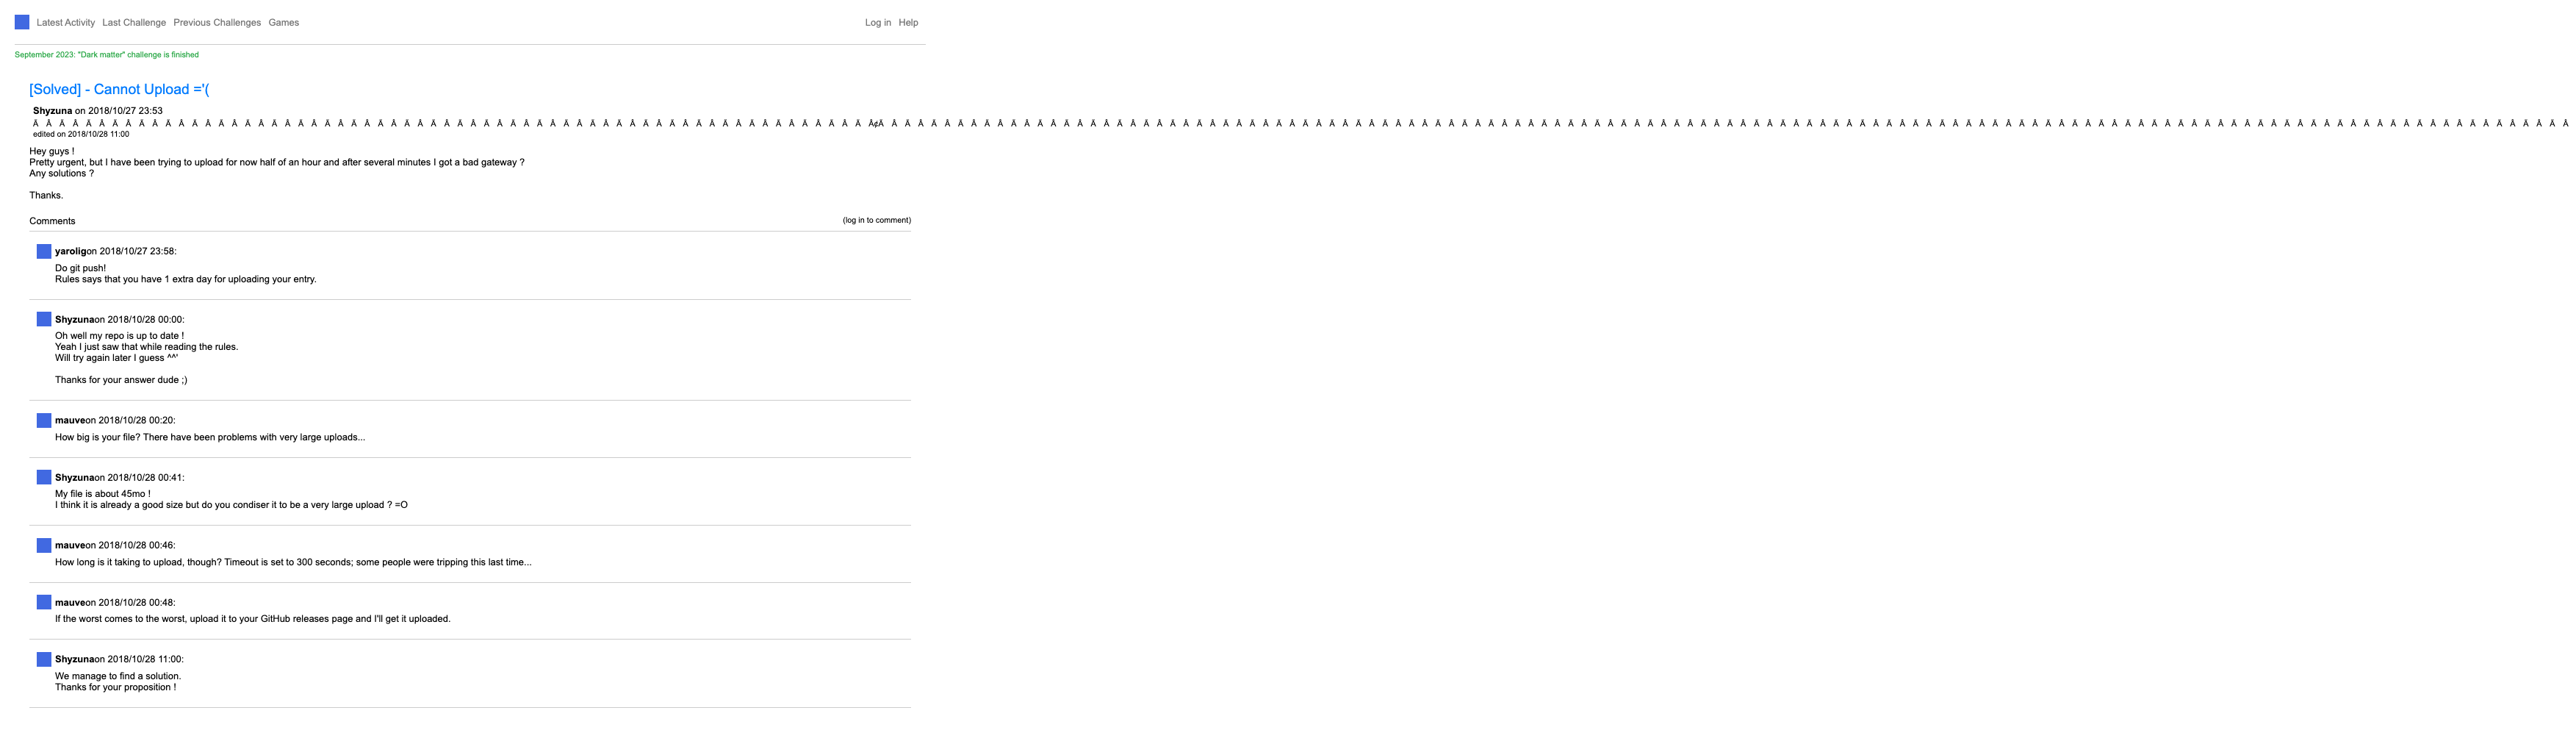 Latest Activity Last Challenge Previous Challenges Games Log in Help
September 2023: "Dark matter" challenge is finished
[Solved] - Cannot Upload ='(
Shyzuna on 2018/10/27 23:53
edited on 2018/10/28 11:00
Hey guys !
Pretty urgent, but I have been trying to upload for now half of an hour and after several minutes I got a bad gateway ?
Any solutions ?
Thanks.
Comments (log in to comment)
yaroligon 2018/10/27 23:58:
Do git push!
Rules says that you have 1 extra day for uploading your entry.
Shyzunaon 2018/10/28 00:00:
Oh well my repo is up to date !
Yeah I just saw that while reading the rules.
Will try again later I guess ^^'
Thanks for your answer dude ;)
mauveon 2018/10/28 00:20:
How big is your file? There have been problems with very large uploads...
Shyzunaon 2018/10/28 00:41:
My file is about 45mo !
I think it is already a good size but do you condiser it to be a very large upload ? =O
mauveon 2018/10/28 00:46:
How long is it taking to upload, though? Timeout is set to 300 seconds; some people were tripping this last time...
mauveon 2018/10/28 00:48:
If the worst comes to the worst, upload it to your GitHub releases page and I'll get it uploaded.
Shyzunaon 2018/10/28 11:00:
We manage to find a solution.
Thanks for your proposition !